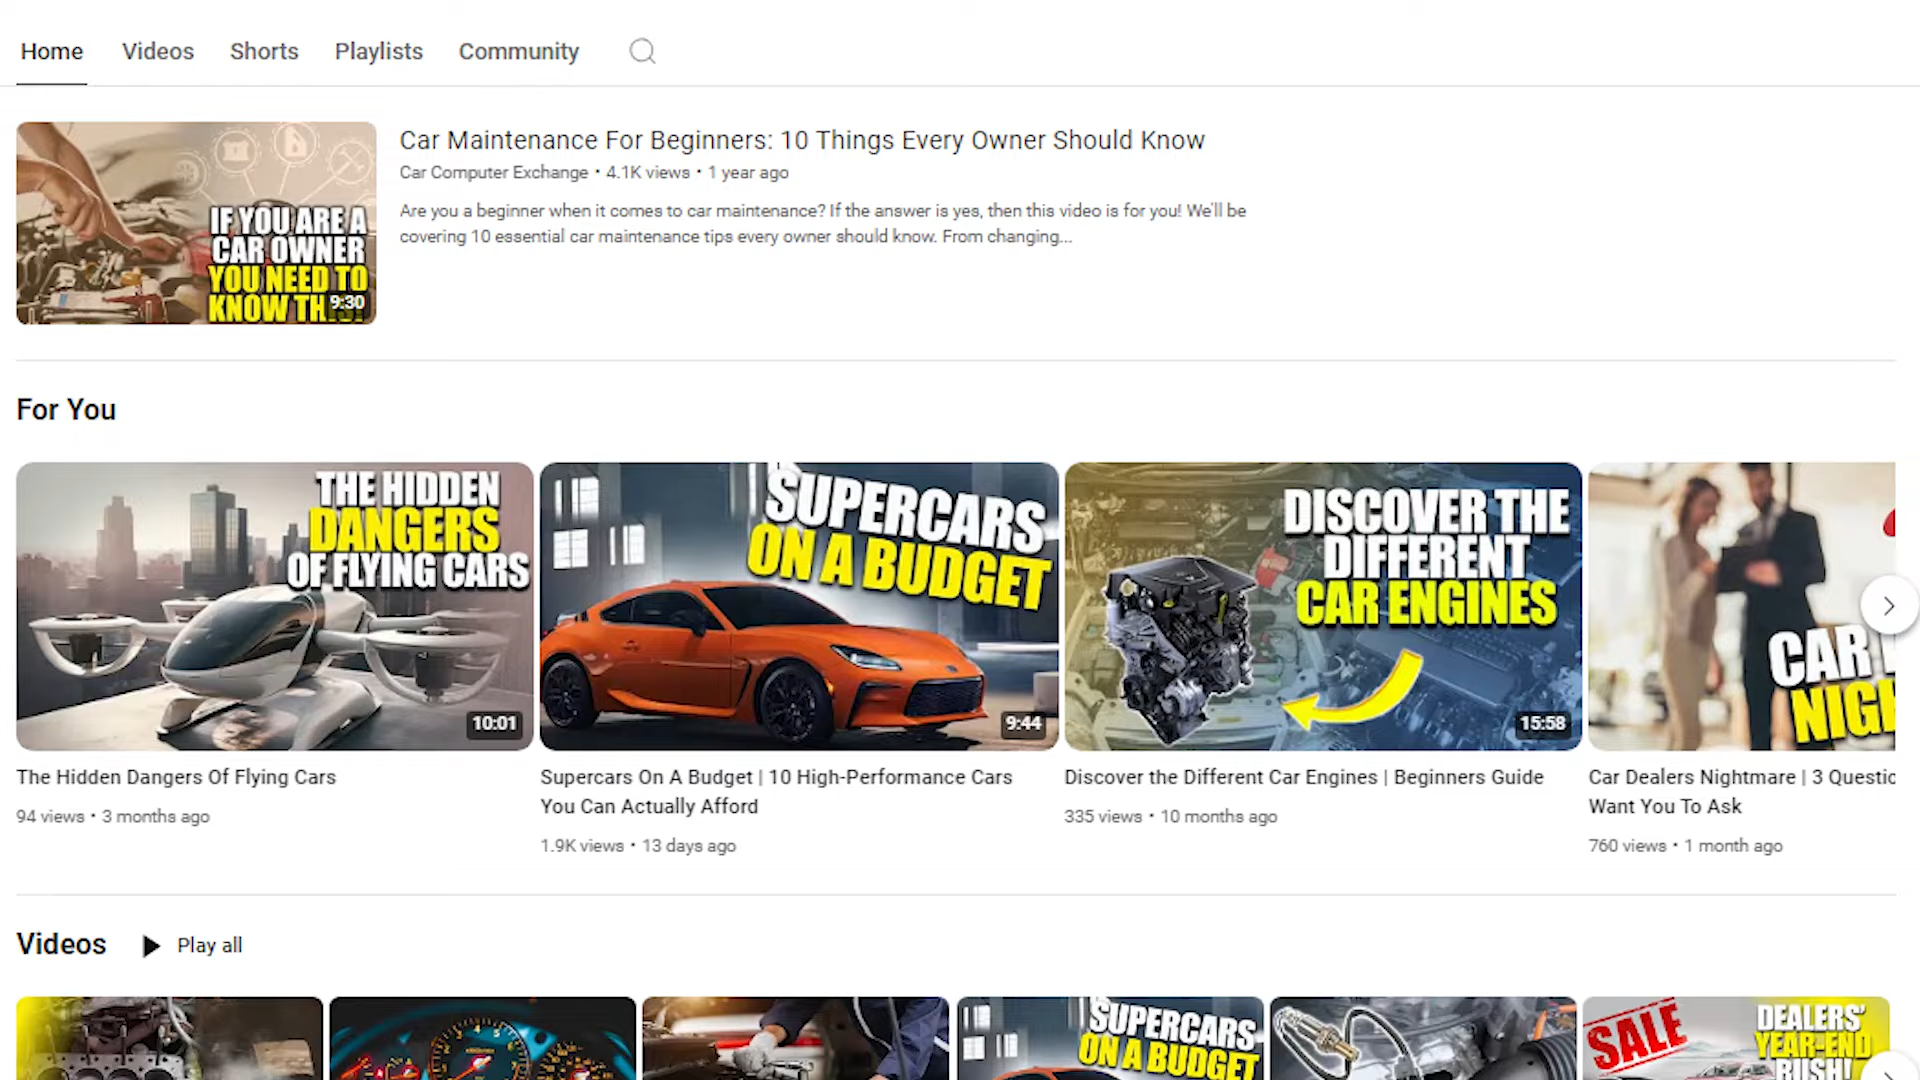 Home Videos Shorts Playlists Community
IF YOU ARE A
CAR OWNER
YOU NEED TO
KNOW
9:30
Car Maintenance For Beginners: 10 Things Every Owner Should Know
Car Computer Exchange • 4.1K views • 1 year ago
Are you a beginner when it comes to car maintenance? If the answer is yes, then this video is for you! We'll be
covering 10 essential car maintenance tips every owner should know. From changing...
For You
THE HIDDEN
DANGERS
OF FLYING CARS
10:01
SUPERCARS
ON A BUDGET
9:44
DISCOVER THE
DIFFERENT
CAR ENGINES
15:58
CAR
The Hidden Dangers Of Flying Cars
94 views • 3 months ago
Supercars On A Budget | 10 High-Performance Cars
You Can Actually Afford
1.9K views • 13 days ago
Discover the Different Car Engines | Beginners Guide
335 views • 10 months ago
Car Dealers Nightmare | 3
Want You To Ask
760 views • 1 month ago
Videos Play all
SUPERCARS
ON A BUDGET
SALE
DEALERS'
YEAR-END
RUSH!